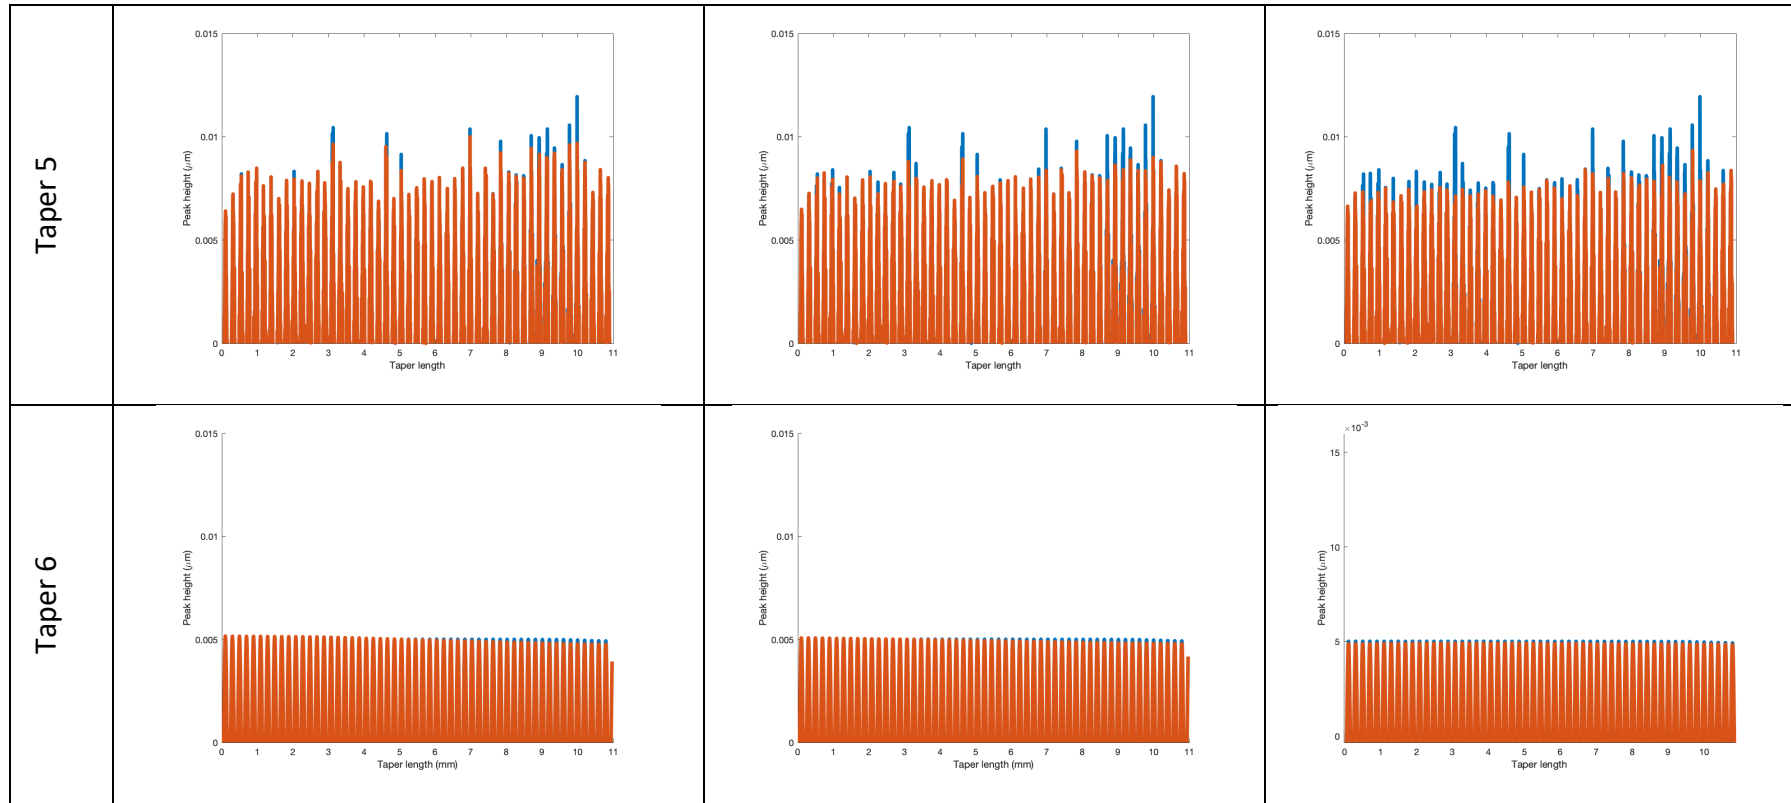 Taper 5
0.015
0.01
0.005
0
Peak height (μm)
0 1 2 3 4 5 6 7 8 9 10 11
Taper length
0.015
0.01
0.005
0
Peak height (μm)
0 1 2 3 4 5 6 7 8 9 10 11
Taper length
0.015
0.01
0.005
0
Peak height (μm)
0 1 2 3 4 5 6 7 8 9 10 11
Taper length
Taper 6
0.015
0.01
0.005
0
Peak height (μm)
0 1 2 3 4 5 6 7 8 9 10 11
Taper length (mm)
0.015
0.01
0.005
0
Peak height (μm)
0 1 2 3 4 5 6 7 8 9 10 11
Taper length (mm)
×10⁻³
15
10
5
0
Peak height (μm)
0 1 2 3 4 5 6 7 8 9 10
Taper length